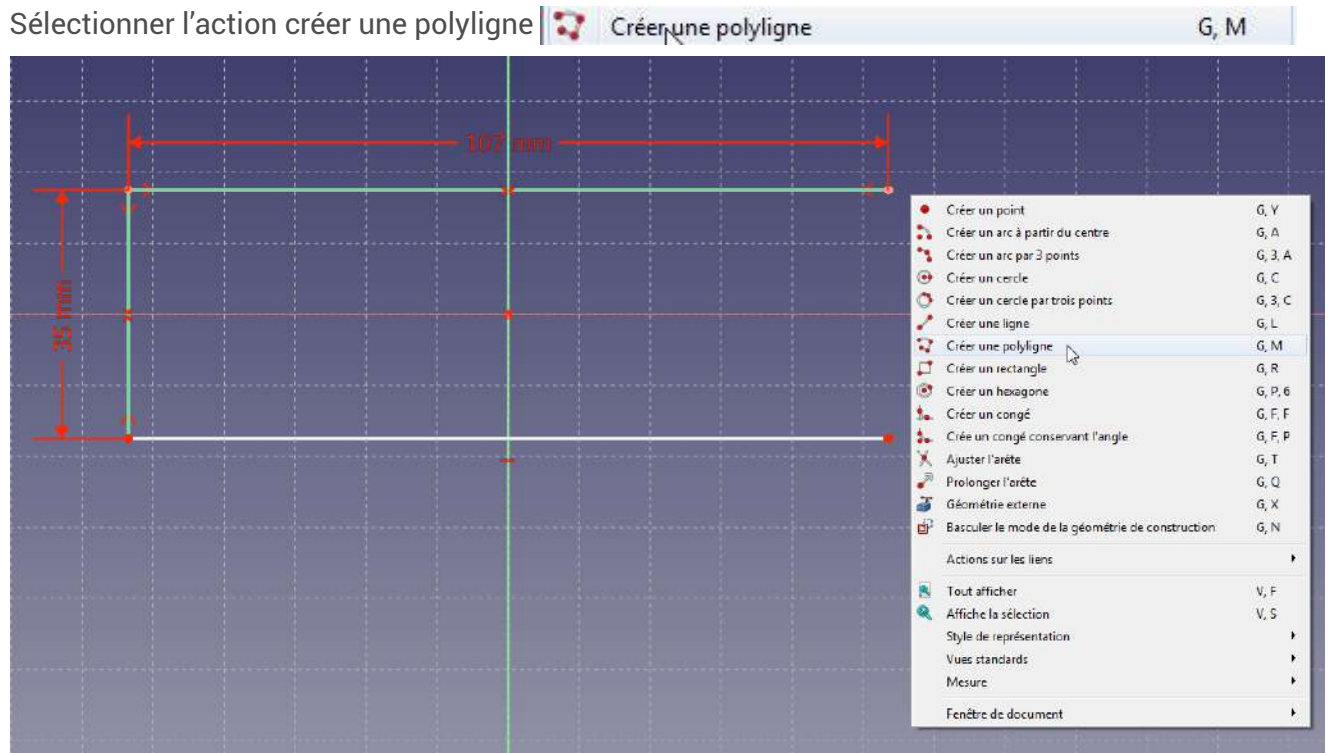 Sélectionner l'action créer une polyligne
Créer une polyligne G, M
107 mm
35 mm
Créer un point G, Y
Créer un arc à partir du centre G, A
Créer un arc par 3 points G, 3, A
Créer un cercle G, C
Créer un cercle par trois points G, 3, C
Créer une ligne G, L
Créer une polyligne G, M
Créer un rectangle G, R
Créer un hexagone G, P, 6
Créer un congé G, F, F
Crée un congé conservant l'angle G, F, P
Ajuster l'arête G, T
Prolonger l'arête G, Q
Géométrie externe G, X
Basculer le mode de la géométrie de construction G, N
Actions sur les liens
Tout afficher V, F
Affiche la sélection V, S
Style de représentation
Vues standards
Mesure
Fenêtre de document